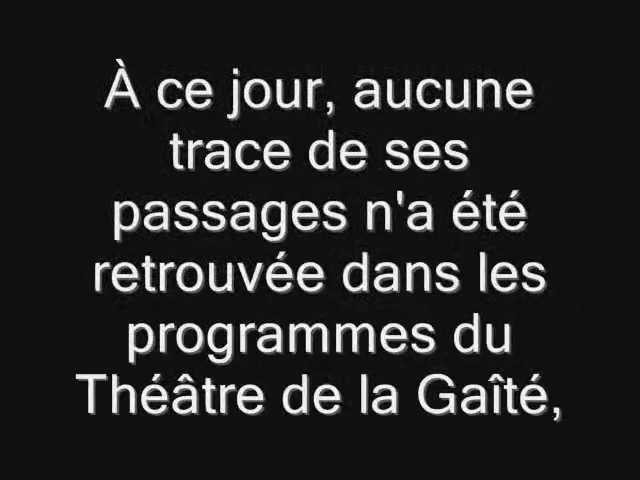 À ce jour, aucune
trace de ses
passages n'a été
retrouvée dans les
programmes du
Théâtre de la Gaîté,